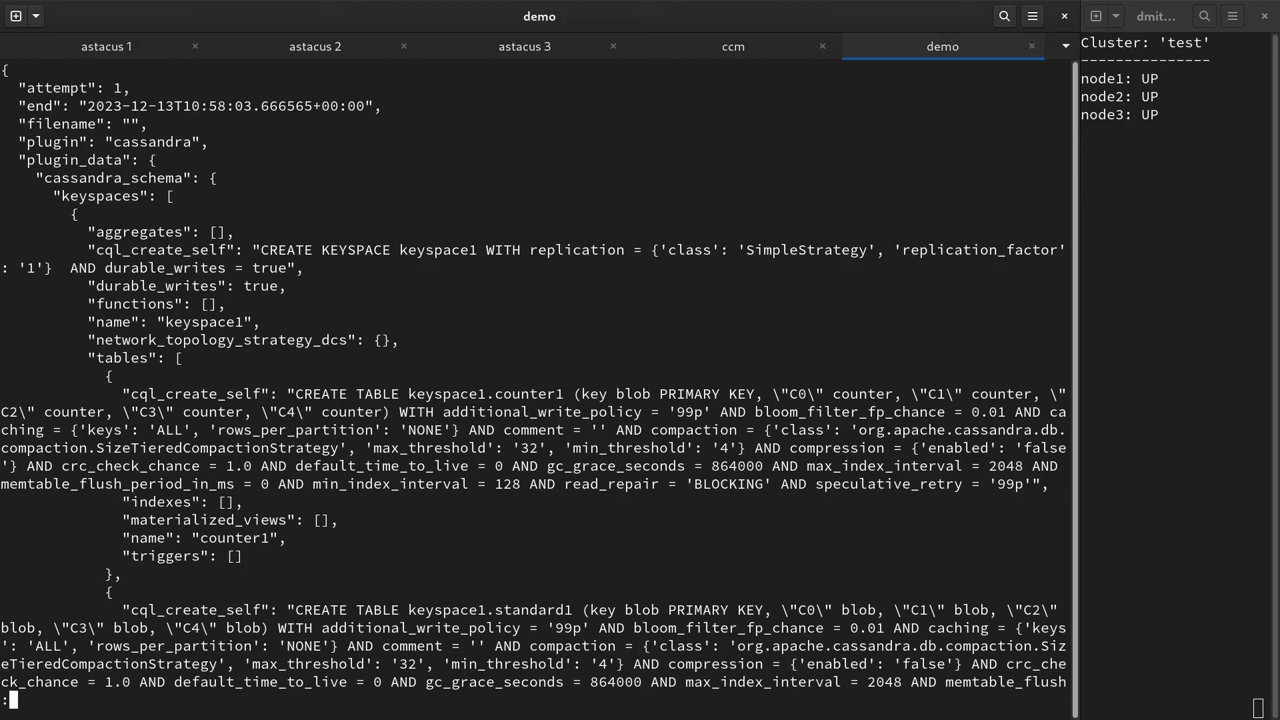 demo
dmit...
astacus 1
astacus 2
astacus 3
ccm
demo
{
  "attempt": 1,
  "end": "2023-12-13T10:58:03.666565+00:00",
  "filename": "",
  "plugin": "cassandra",
  "plugin_data": {
    "cassandra_schema": {
      "keyspaces": [
        {
          "aggregates": [],
          "cql_create_self": "CREATE KEYSPACE keyspace1 WITH replication = {'class': 'SimpleStrategy', 'replication_factor'
: '1'}  AND durable_writes = true",
          "durable_writes": true,
          "functions": [],
          "name": "keyspace1",
          "network_topology_strategy_dcs": {},
          "tables": [
            {
              "cql_create_self": "CREATE TABLE keyspace1.counter1 (key blob PRIMARY KEY, \"C0\" counter, \"C1\" counter, \"
C2\" counter, \"C3\" counter, \"C4\" counter) WITH additional_write_policy = '99p' AND bloom_filter_fp_chance = 0.01 AND ca
ching = {'keys': 'ALL', 'rows_per_partition': 'NONE'} AND comment = '' AND compaction = {'class': 'org.apache.cassandra.db.
compaction.SizeTieredCompactionStrategy', 'max_threshold': '32', 'min_threshold': '4'} AND compression = {'enabled': 'false
'} AND crc_check_chance = 1.0 AND default_time_to_live = 0 AND gc_grace_seconds = 864000 AND max_index_interval = 2048 AND
memtable_flush_period_in_ms = 0 AND min_index_interval = 128 AND read_repair = 'BLOCKING' AND speculative_retry = '99p'",
              "indexes": [],
              "materialized_views": [],
              "name": "counter1",
              "triggers": []
            },
            {
              "cql_create_self": "CREATE TABLE keyspace1.standard1 (key blob PRIMARY KEY, \"C0\" blob, \"C1\" blob, \"C2\"
blob, \"C3\" blob, \"C4\" blob) WITH additional_write_policy = '99p' AND bloom_filter_fp_chance = 0.01 AND caching = {'keys
': 'ALL', 'rows_per_partition': 'NONE'} AND comment = '' AND compaction = {'class': 'org.apache.cassandra.db.compaction.Siz
eTieredCompactionStrategy', 'max_threshold': '32', 'min_threshold': '4'} AND compression = {'enabled': 'false'} AND crc_che
ck_chance = 1.0 AND default_time_to_live = 0 AND gc_grace_seconds = 864000 AND max_index_interval = 2048 AND memtable_flush
:
Cluster: 'test'
---------------
node1: UP
node2: UP
node3: UP